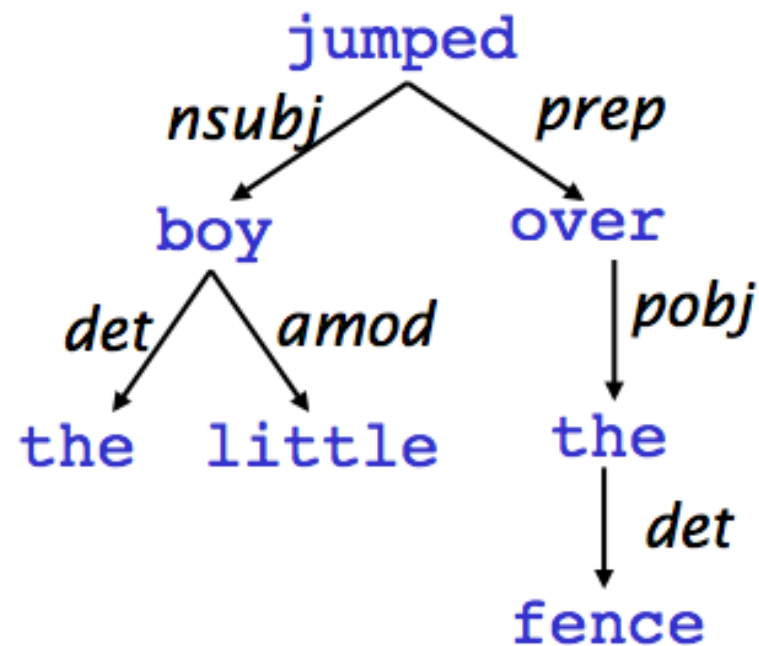 jumped
nsubj prep
boy over
det amod pobj
the little the
det
fence